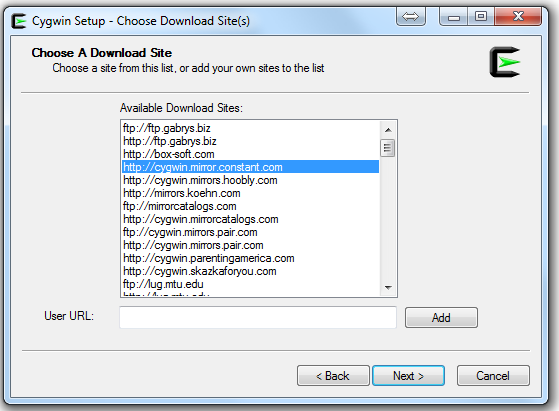 Cygwin Setup - Choose Download Site(s)
Choose A Download Site
Choose a site from this list, or add your own sites to the list
Available Download Sites:
ftp://ftp.gabrys.biz
http://ftp.gabrys.biz
http://box-soft.com
http://cygwin.mirror.constant.com
http://cygwin.mirrors.hoobly.com
http://mirrors.koehn.com
ftp://mirrorcatalogs.com
http://cygwin.mirrorcatalogs.com
ftp://cygwin.mirrors.pair.com
http://cygwin.mirrors.pair.com
http://cygwin.parentingamerica.com
http://cygwin.skazkaforyou.com
ftp://lug.mtu.edu
http://lug.mtu.edu
User URL:
Add
< Back
Next >
Cancel